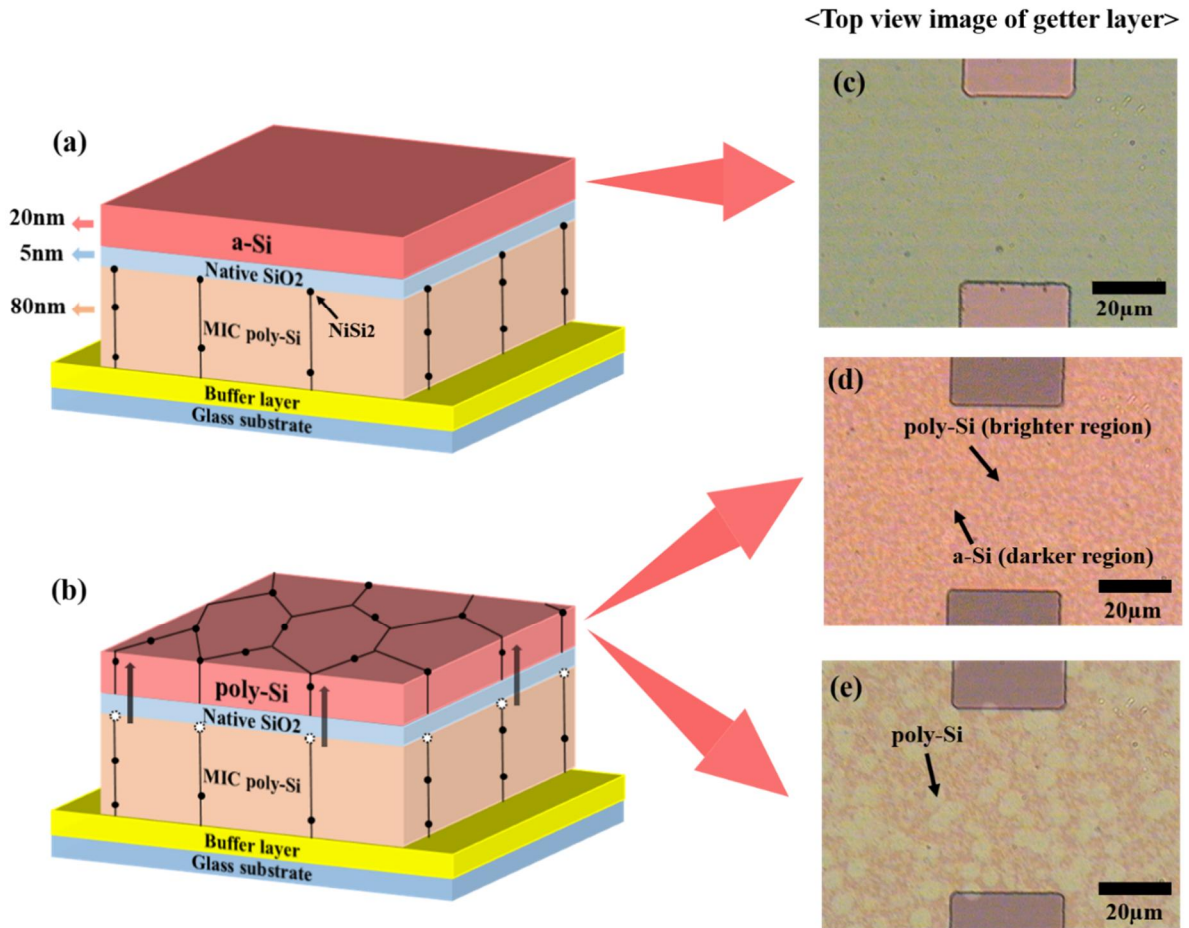 <Top view image of getter layer>
(a)
20nm
5nm
80nm
a-Si
Native SiO2
MIC poly-Si
NiSi2
Buffer layer
Glass substrate
(b)
poly-Si
Native SiO2
MIC poly-Si
Buffer layer
Glass substrate
(c)
20μm
(d)
poly-Si (brighter region)
a-Si (darker region)
20μm
(e)
poly-Si
20μm